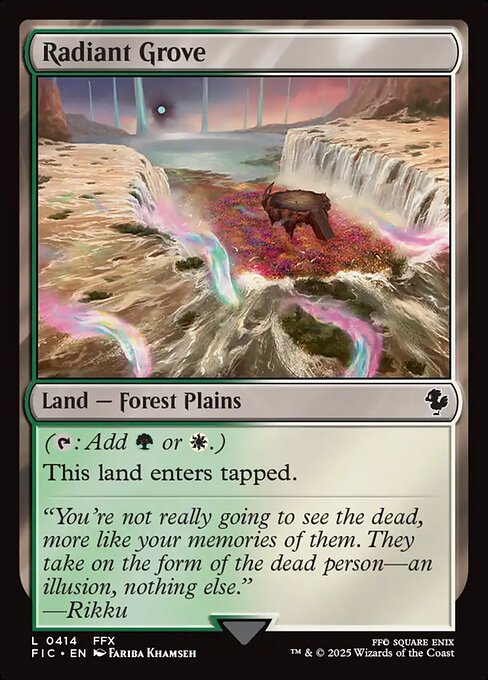 Radiant Grove
Land — Forest Plains
(: Add or .)
This land enters tapped.
“You’re not really going to see the dead,
more like your memories of them. They
take on the form of the dead person—an
illusion, nothing else.”
—Rikku
L 0414 FFX
FIC • EN Fariba Khamseh
FF© SQUARE ENIX
™ & © 2025 Wizards of the Coast